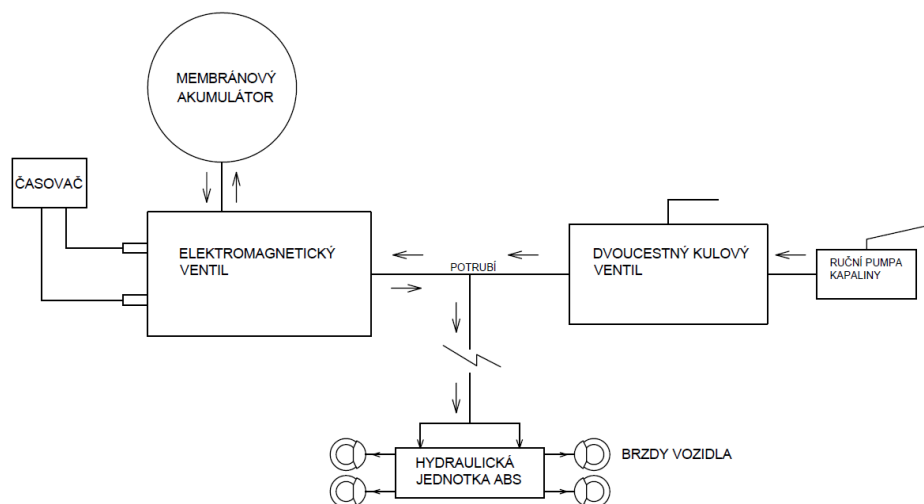 MEMBRÁNOVÝ
AKUMULÁTOR
ČASOVAČ
ELEKTROMAGNETICKÝ
VENTIL
POTRUBÍ
DVOUCESTNÝ KULOVÝ
VENTIL
RUČNÍ PUMPA
KAPALINY
HYDRAULICKÁ
JEDNOTKA ABS
BRZDY VOZIDLA